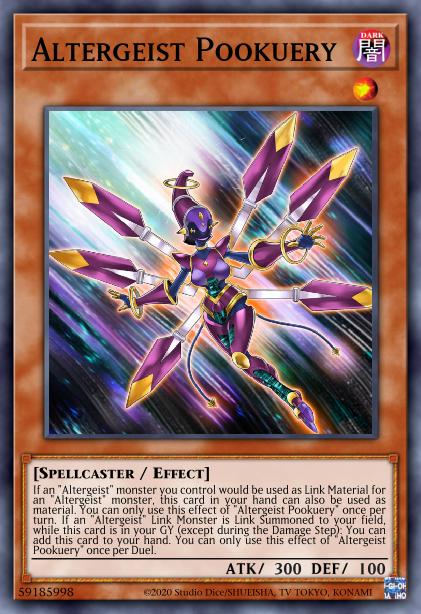 ALTERGEIST POOKUERY
DARK
闇
[SPELLCASTER / EFFECT]
If an "Altergeist" monster you control would be used as Link Material for
an "Altergeist" monster, this card in your hand can also be used as
material. You can only use this effect of "Altergeist Pookuery" once per
turn. If an "Altergeist" Link Monster is Link Summoned to your field,
while this card is in your GY (except during the Damage Step): You can
add this card to your hand. You can only use this effect of "Altergeist
Pookuery" once per Duel.
ATK/ 300 DEF/ 100
59185998
©2020 Studio Dice/SHUEISHA, TV TOKYO, KONAMI